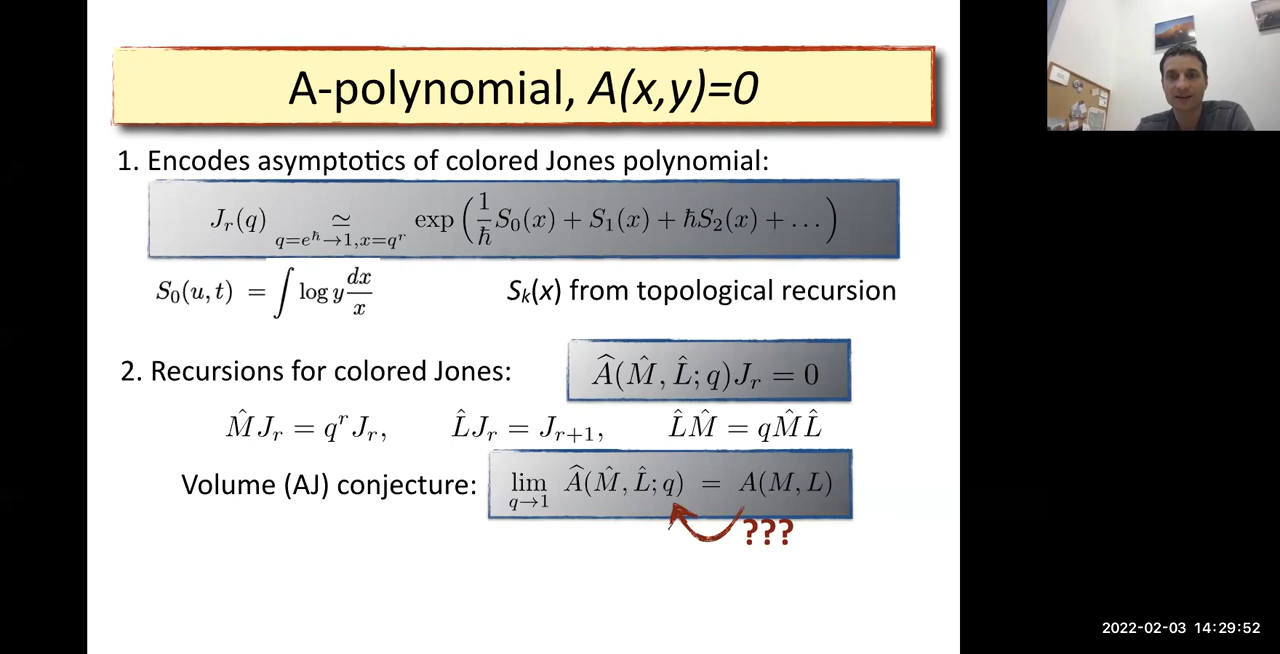 A-polynomial, A(x,y)=0
1. Encodes asymptotics of colored Jones polynomial:
J_r(q) ≃_{q=e^ℏ→1,x=q^r} exp(1/ℏ S_0(x) + S_1(x) + ℏS_2(x) + ...)
S_0(u,t) = ∫ log y dx/x
S_k(x) from topological recursion
2. Recursions for colored Jones:
Â(M̂, L̂; q)J_r = 0
M̂J_r = q^r J_r, L̂J_r = J_{r+1}, L̂M̂ = qM̂L̂
Volume (AJ) conjecture:
lim_{q→1} Â(M̂, L̂; q) = A(M, L)
???
2022-02-03 14:29:52